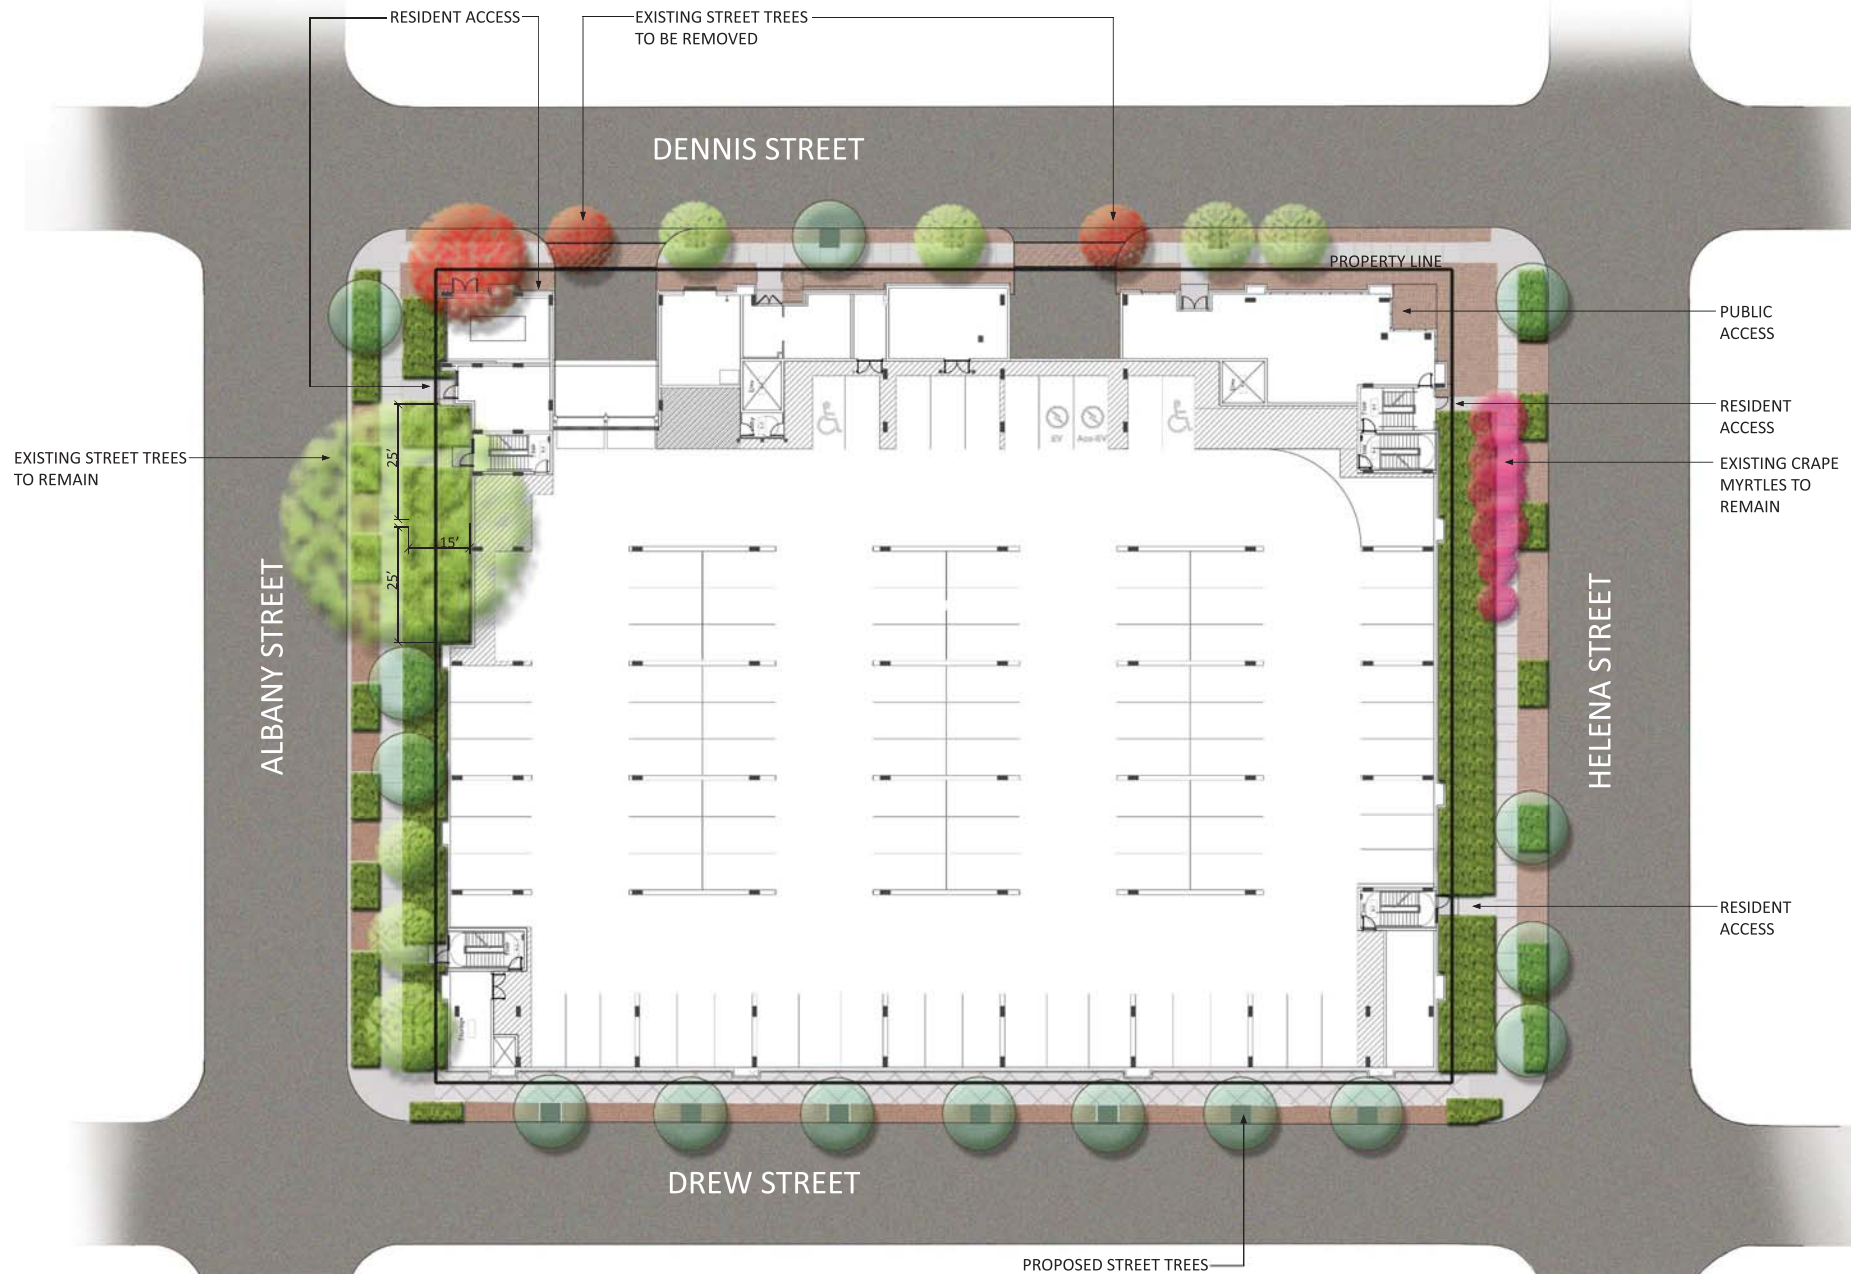 RESIDENT ACCESS
EXISTING STREET TREES
TO BE REMOVED
DENNIS STREET
PROPERTY LINE
PUBLIC
ACCESS
RESIDENT
ACCESS
EV
EXISTING STREET TREES
TO REMAIN
25'
EXISTING CRAPE
MYRTLES TO
REMAIN
15'
25'
ALBANY STREET
HELENA STREET
RESIDENT
ACCESS
Storage
DREW STREET
PROPOSED STREET TREES